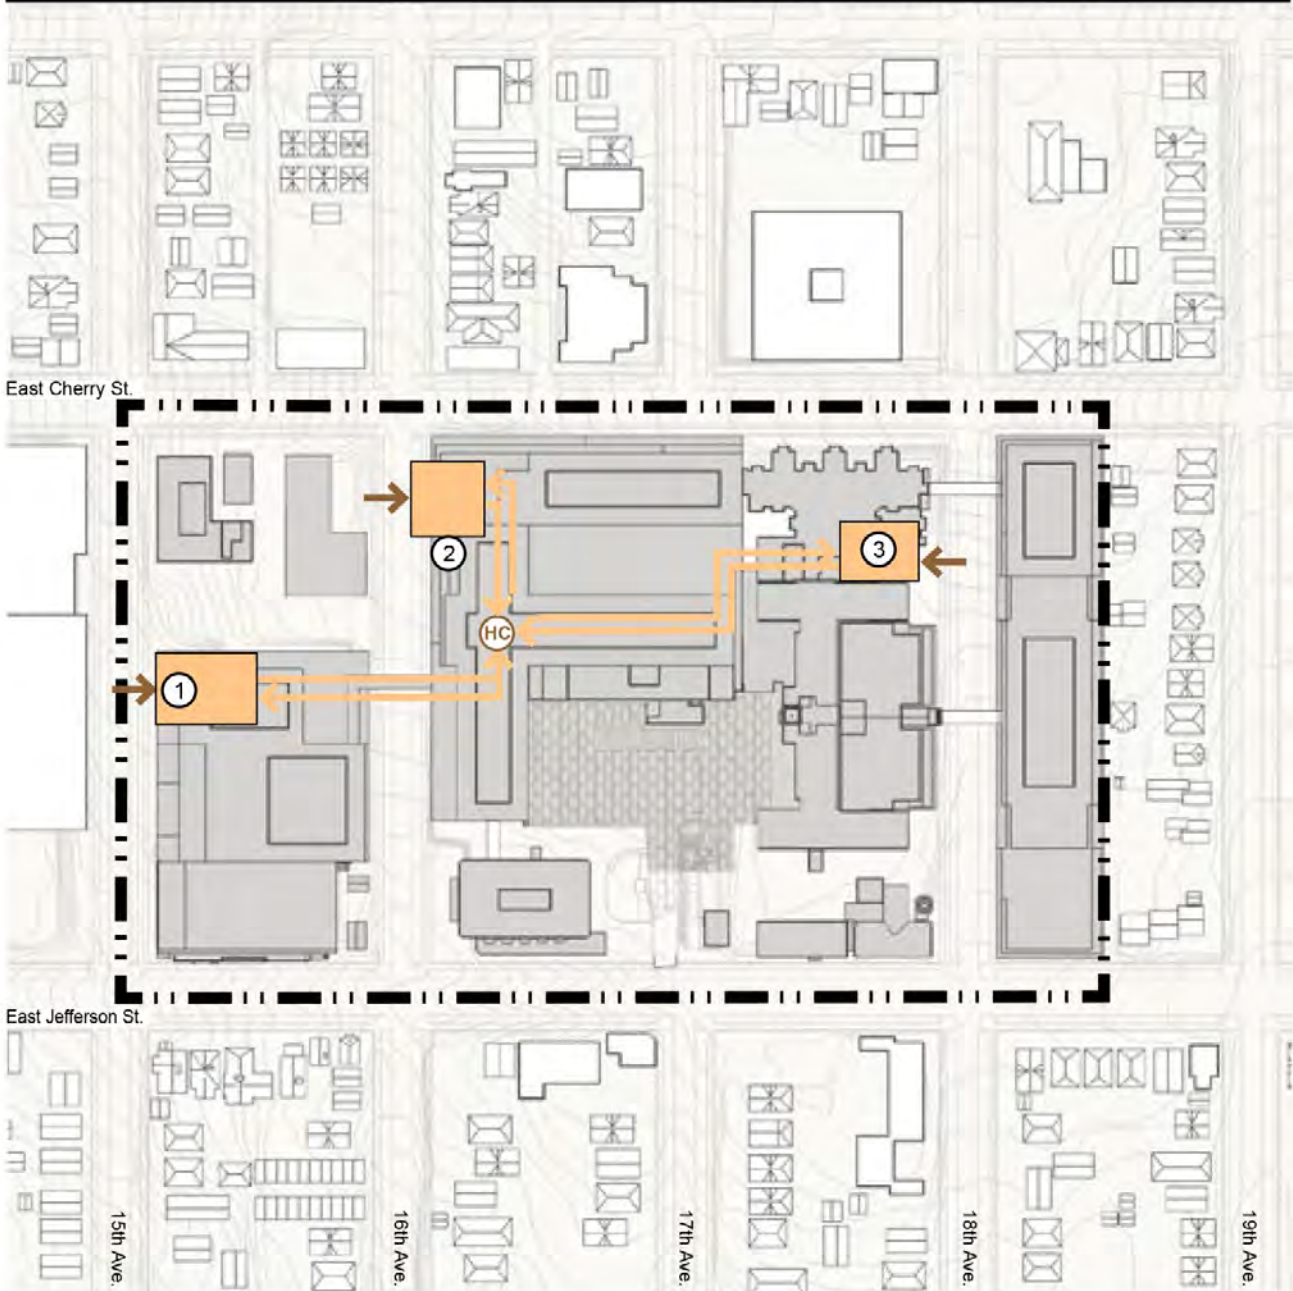 East Cherry St.
2
3
HC
1
East Jefferson St.
15th Ave.
16th Ave.
17th Ave.
18th Ave.
19th Ave.